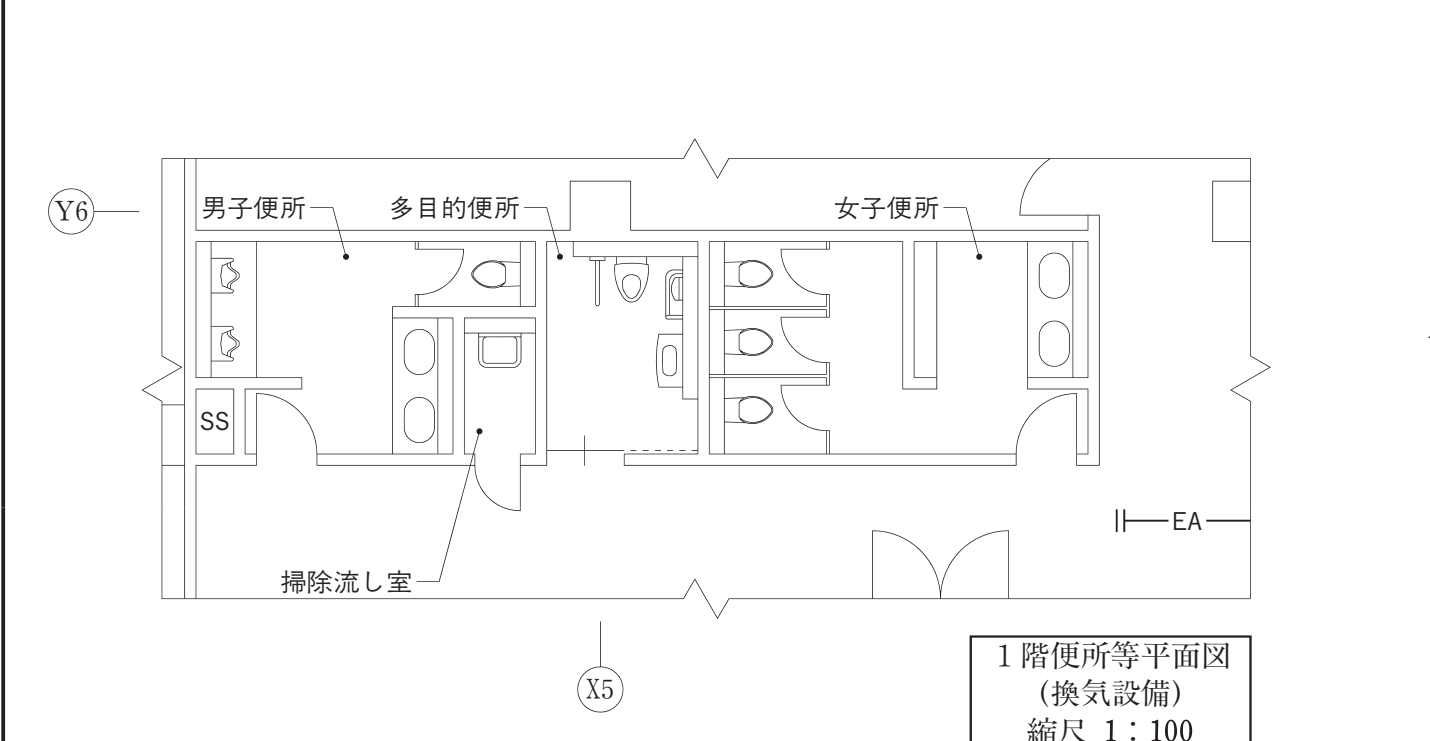 Y6
男子便所
多目的便所
女子便所
SS
EA
掃除流し室
X5
1階便所等平面図
(換気設備)
縮尺 1:100